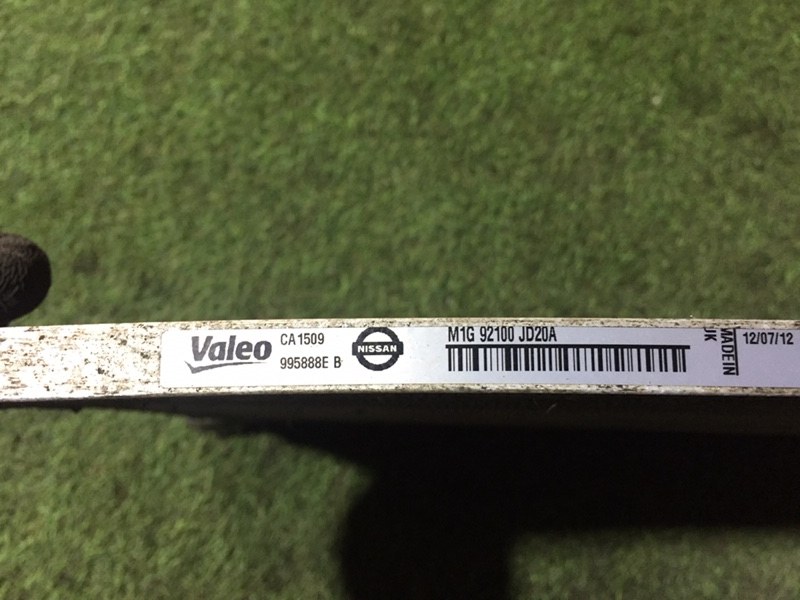 Valeo
CA1509
995888E B
NISSAN
M1G 92100 JD20A
MADE IN
UK
12/07/12